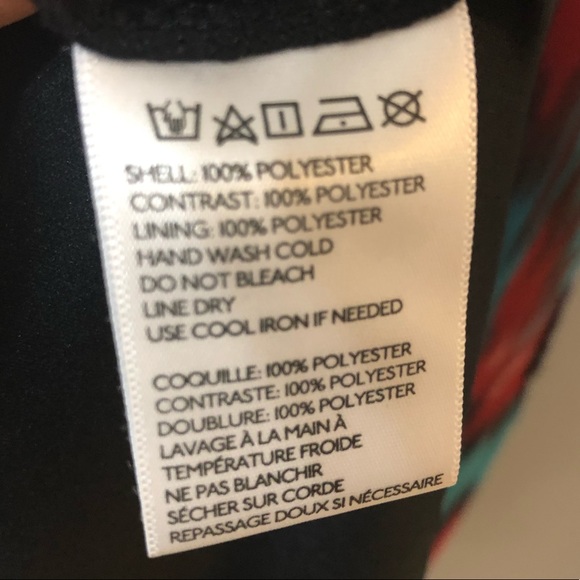 SHELL: 100% POLYESTER
CONTRAST: 100% POLYESTER
LINING: 100% POLYESTER
HAND WASH COLD
DO NOT BLEACH
LINE DRY
USE COOL IRON IF NEEDED
COQUILLE: 100% POLYESTER
CONTRASTE: 100% POLYESTER
DOUBLURE: 100% POLYESTER
LAVAGE À LA MAIN À
TEMPÉRATURE FROIDE
NE PAS BLANCHIR
SÉCHER SUR CORDE
REPASSAGE DOUX SI NÉCESSAIRE